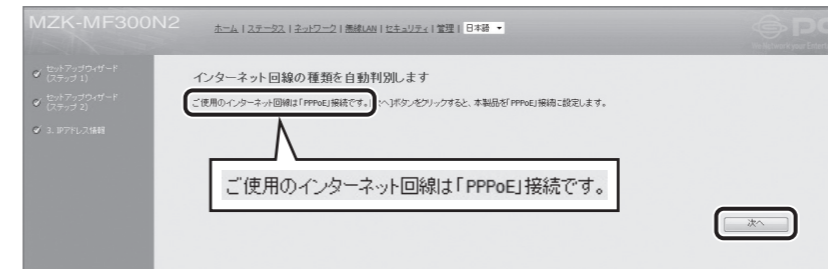 MZK-MF300N2
ホーム | ステータス | ネットワーク | 無線LAN | セキュリティ | 管理 | 日本語
セットアップウィザード
(ステップ 1)
セットアップウィザード
(ステップ 2)
3. IPアドレス情報
インターネット回線の種類を自動判別します
ご使用のインターネット回線は「PPPoE」接続です。 へ]ボタンをクリックすると、本製品を「PPPoE」接続に設定します。
ご使用のインターネット回線は「PPPoE」接続です。
次へ